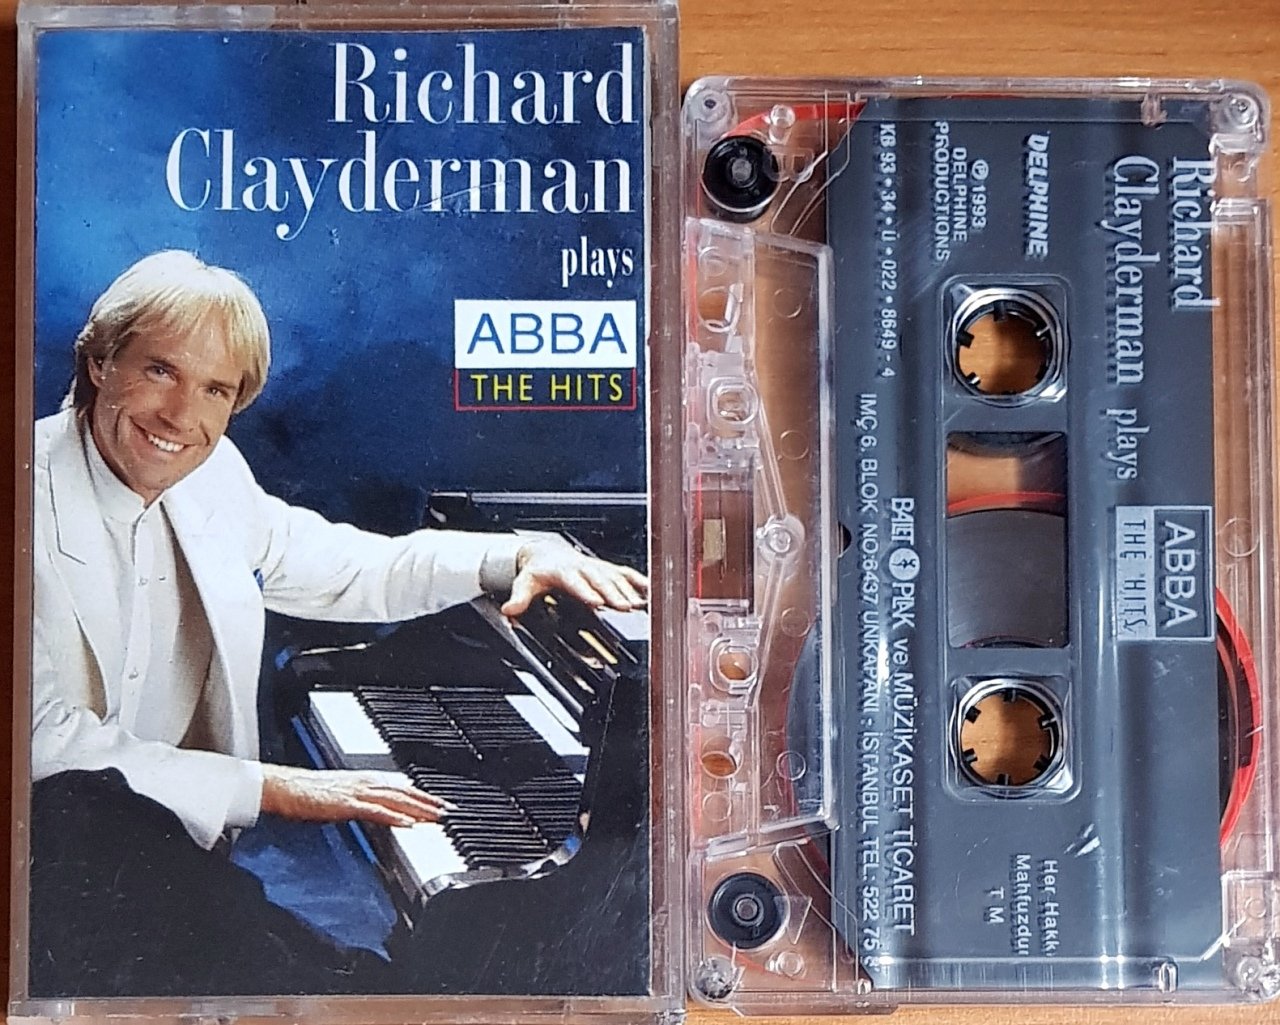 Richard
Clayderman
plays
ABBA
THE HITS
Richard
Clayderman plays
ABBA
THE HITS
DELPHINE
℗ 1993
DELPHINE
PRODUCTIONS
KB 93 • 34 • Ü • 022 • 8649 - 4
BALET PLAK ve MÜZİKASET TİCARET
IMÇ 6. BLOK NO:6437 UNKAPANI - İSTANBUL TEL: 522 75
Her Hakkı
Mahfuzdur
T M
B